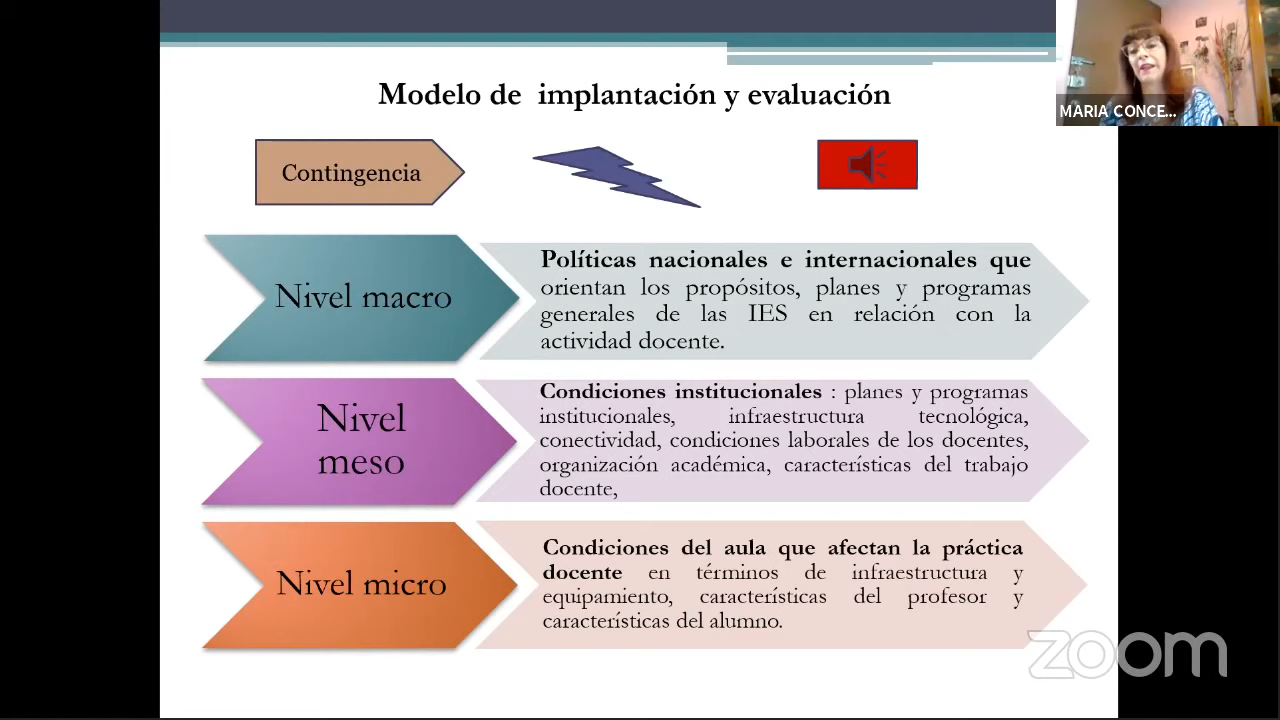 Modelo de implantación y evaluación
MARIA CONCE...
Contingencia
Nivel macro
Políticas nacionales e internacionales que
orientan los propósitos, planes y programas
generales de las IES en relación con la
actividad docente.
Nivel
meso
Condiciones institucionales : planes y programas
institucionales, infraestructura tecnológica,
conectividad, condiciones laborales de los docentes,
organización académica, características del trabajo
docente,
Nivel micro
Condiciones del aula que afectan la práctica
docente en términos de infraestructura y
equipamiento, características del profesor y
características del alumno.
zoom